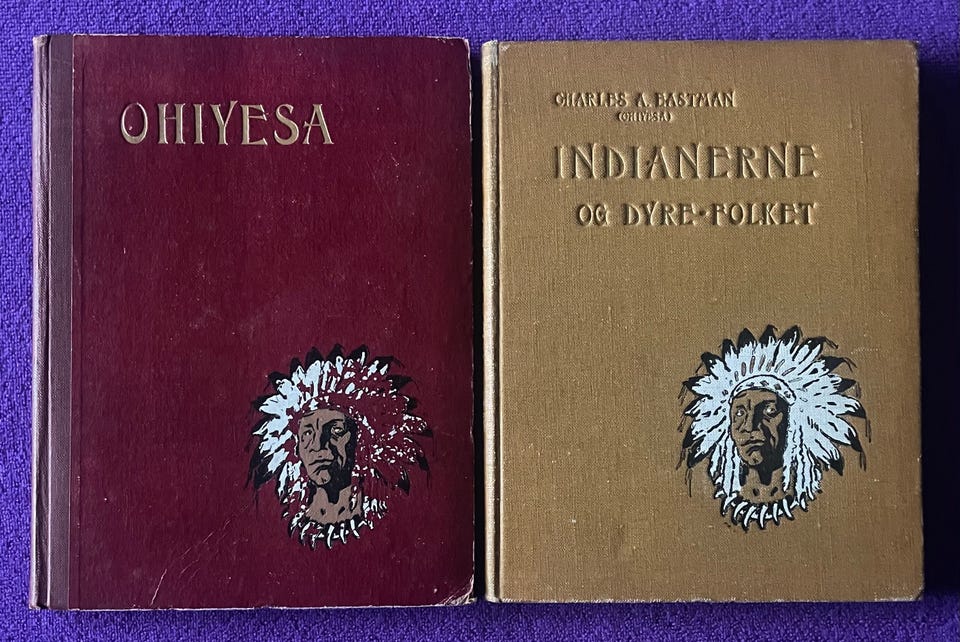 OHIYESA
CHARLES A. EASTMAN
(OHIYESA)
INDIANERNE
OG DYRE-FOLKET